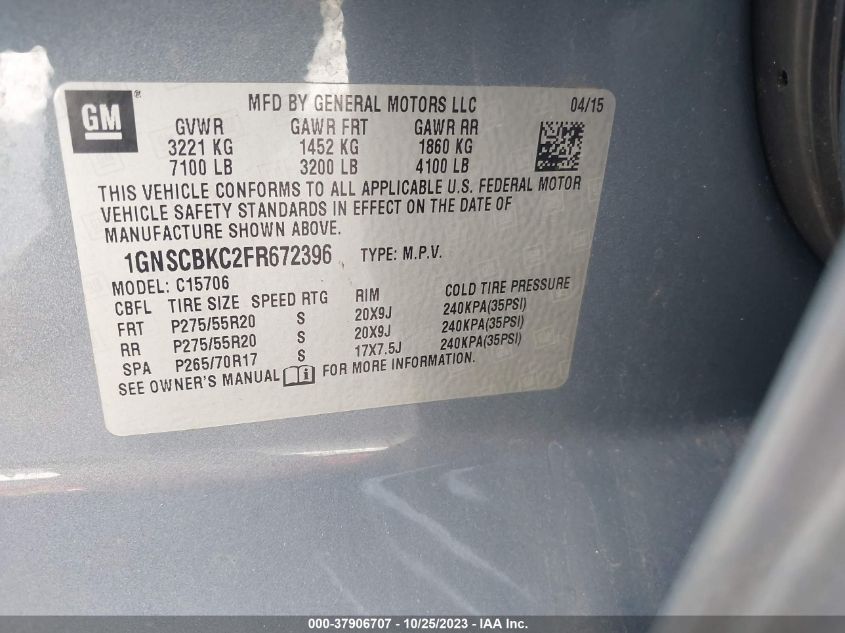 GM
®
MFD BY GENERAL MOTORS LLC 04/15
GVWR GAWR FRT GAWR RR
3221 KG 1452 KG 1860 KG
7100 LB 3200 LB 4100 LB
THIS VEHICLE CONFORMS TO ALL APPLICABLE U.S. FEDERAL MOTOR
VEHICLE SAFETY STANDARDS IN EFFECT ON THE DATE OF
MANUFACTURE SHOWN ABOVE.
1GNSCBKC2FR672396 TYPE: M.P.V.
MODEL: C15706
CBFL TIRE SIZE SPEED RTG RIM COLD TIRE PRESSURE
FRT P275/55R20 S 20X9J 240KPA(35PSI)
RR P275/55R20 S 20X9J 240KPA(35PSI)
SPA P265/70R17 S 17X7.5J 240KPA(35PSI)
SEE OWNER'S MANUAL FOR MORE INFORMATION.
000-37906707 - 10/25/2023 - IAA Inc.